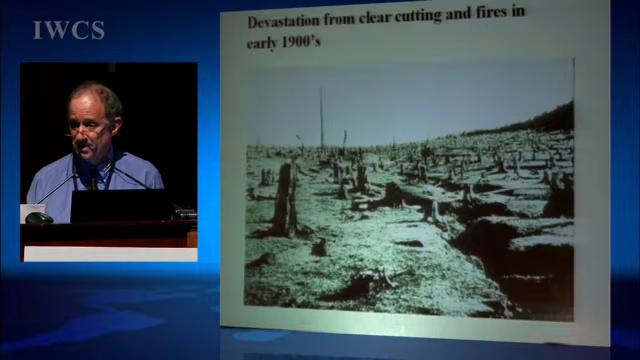 IWCS
Devastation from clear cutting and fires in
early 1900's